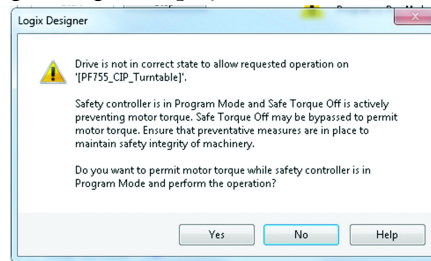 Logix Designer
Drive is not in correct state to allow requested operation on
'[PF755_CIP_Turntable]'.
Safety controller is in Program Mode and Safe Torque Off is actively
preventing motor torque. Safe Torque Off may be bypassed to permit
motor torque. Ensure that preventative measures are in place to
maintain safety integrity of machinery.
Do you want to permit motor torque while safety controller is in
Program Mode and perform the operation?
Yes No Help